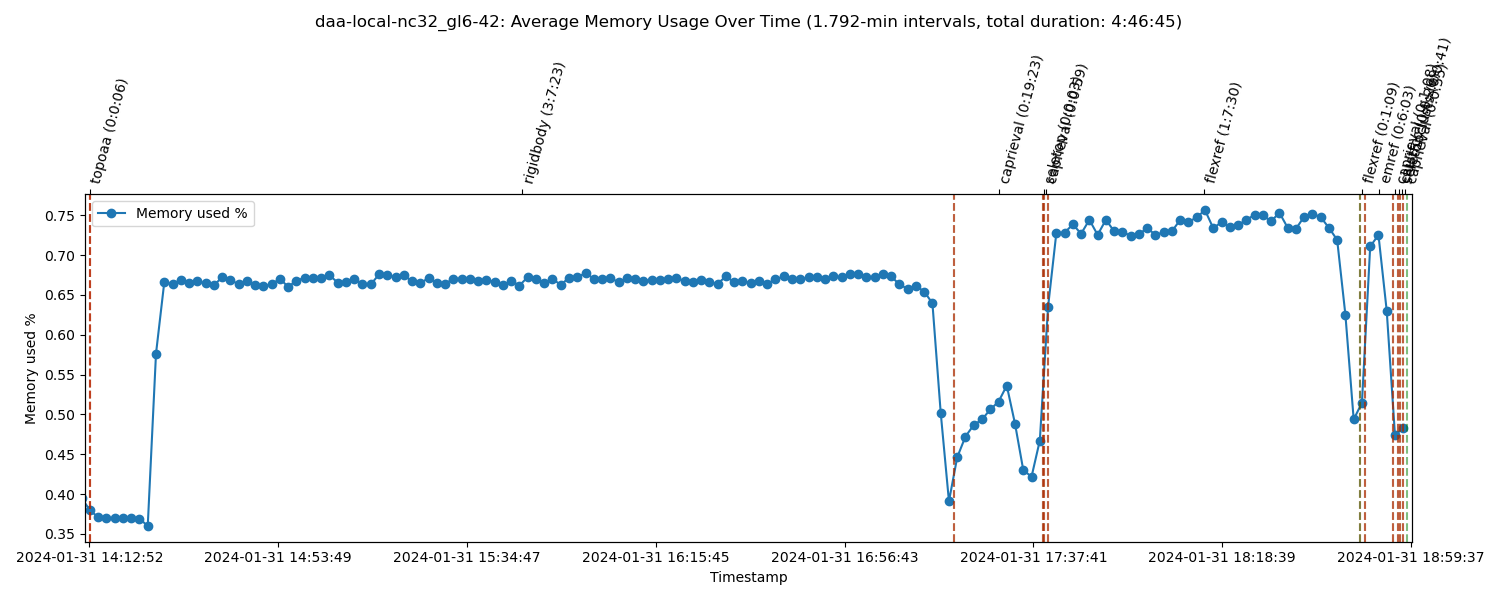 daa-local-nc32_gl6-42: Average Memory Usage Over Time (1.792-min intervals, total duration: 4:46:45)
topoaa (0:0:06)
rigidbody (3:7:23)
caprieval (0:19:23)
caprieval (0:0:59)
flexref (1:7:30)
flexref (0:1:09)
emref (0:6:03)
Memory used %
Memory used %
0.75
0.70
0.65
0.60
0.55
0.50
0.45
0.40
0.35
2024-01-31 14:12:52
2024-01-31 14:53:49
2024-01-31 15:34:47
2024-01-31 16:15:45
2024-01-31 16:56:43
2024-01-31 17:37:41
2024-01-31 18:18:39
2024-01-31 18:59:37
Timestamp